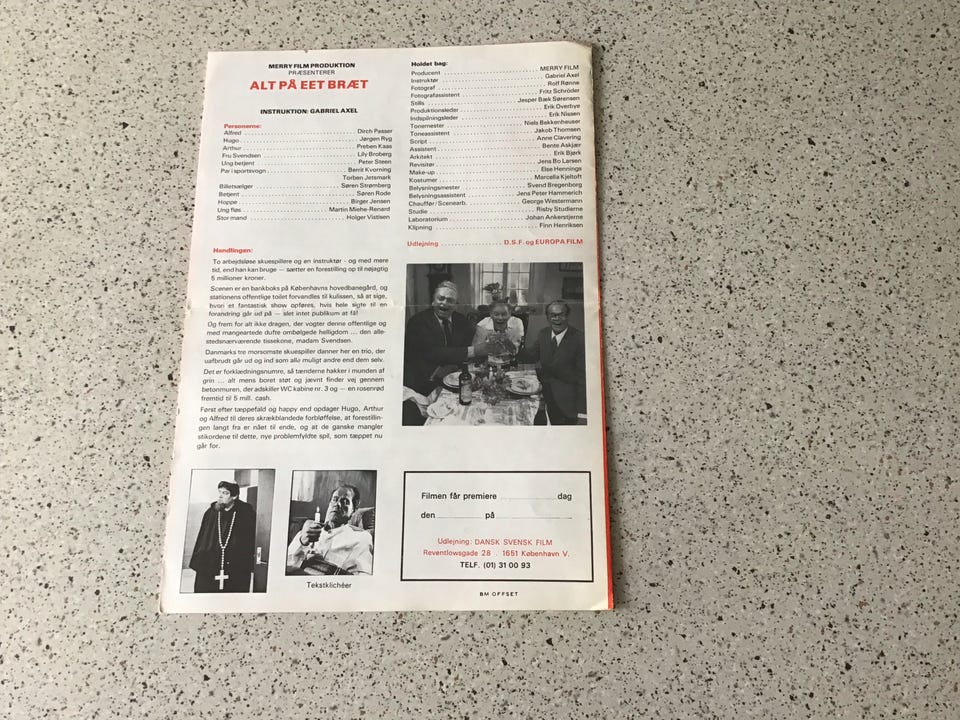 MERRY FILM PRODUKTION
PRÆSENTERER
ALT PÅ EET BRÆT
INSTRUKTION: GABRIEL AXEL
Personerne:
Alfred Dirch Passer
Hugo Jørgen Ryg
Arthur Preben Kaas
Fru Svendsen Lily Broberg
Ung betjent Peter Steen
Par i sportsvogn Berrit Kvorning
Torben Jetsmark
Billetsælger Søren Strømberg
Betjent Søren Rode
Hoppe Birger Jensen
Ung fløs Martin Miehe-Renard
Stor mand Holger Vistisen
Handlingen:
To arbejdsløse skuespillere og en instruktør - og med mere
tid, end han kan bruge — sætter en forestilling op til nøjagtig
5 millioner kroner.
Scenen er en bankboks på Københavns hovedbanegård, og
stationens offentlige toilet forvandles til kulissen, så at sige,
hvori et fantastisk show opføres, hvis hele sigte til en
forandring går ud på — slet intet publikum at få!
Og frem for alt ikke dragen, der vogter denne offentlige og
med mangeartede dufte ombølgede helligdom ... den alle-
stedsnærværende tissekone, madam Svendsen.
Danmarks tre morsomste skuespiller danner her en trio, der
uafbrudt går ud og ind som alle muligt andre end dem selv.
Det er forklædningsnumre, så tænderne hakker i munden af
grin ... alt mens boret støt og jævnt finder vej gennem
betonmuren, der adskiller WC kabine nr. 3 og — en rosenrød
fremtid til 5 mill. cash.
Først efter tæppefald og happy end opdager Hugo, Arthur
og Alfred til deres skrækblandede forbløffelse, at forestillin-
gen langt fra er nået til ende, og at de ganske mangler
stikordene til dette, nye problemfyldte spil, som tæppet nu
går for.
Tekstklichéer
Holdet bag:
Producent MERRY FILM
Instruktør Gabriel Axel
Fotograf Rolf Rønne
Fotografassistent Fritz Schröder
Stills Jesper Bæk Sørensen
Produktionsleder Erik Overbye
Indspilningsleder Erik Nissen
Tonemester Niels Bokkenheuser
Toneassistent Jakob Thomsen
Script Anne Clavering
Assistent Bente Askjær
Arkitekt Erik Bjørk
Revisitør Jens Bo Larsen
Make-up Else Hennings
Kostumer Marcella Kjeltoft
Belysningsmester Svend Bregenborg
Belysningsassistent Jens Peter Hammerich
Chauffør/Scenearb. George Westermann
Studie Risby Studierne
Laboratorium Johan Ankerstjerne
Klipning Finn Henriksen
Udlejning D.S.F. og EUROPA FILM
Filmen får premiere dag
den på
Udlejning: DANSK SVENSK FILM
Reventlowsgade 28 . 1651 København V.
TELF. (01) 31 00 93
BM OFFSET